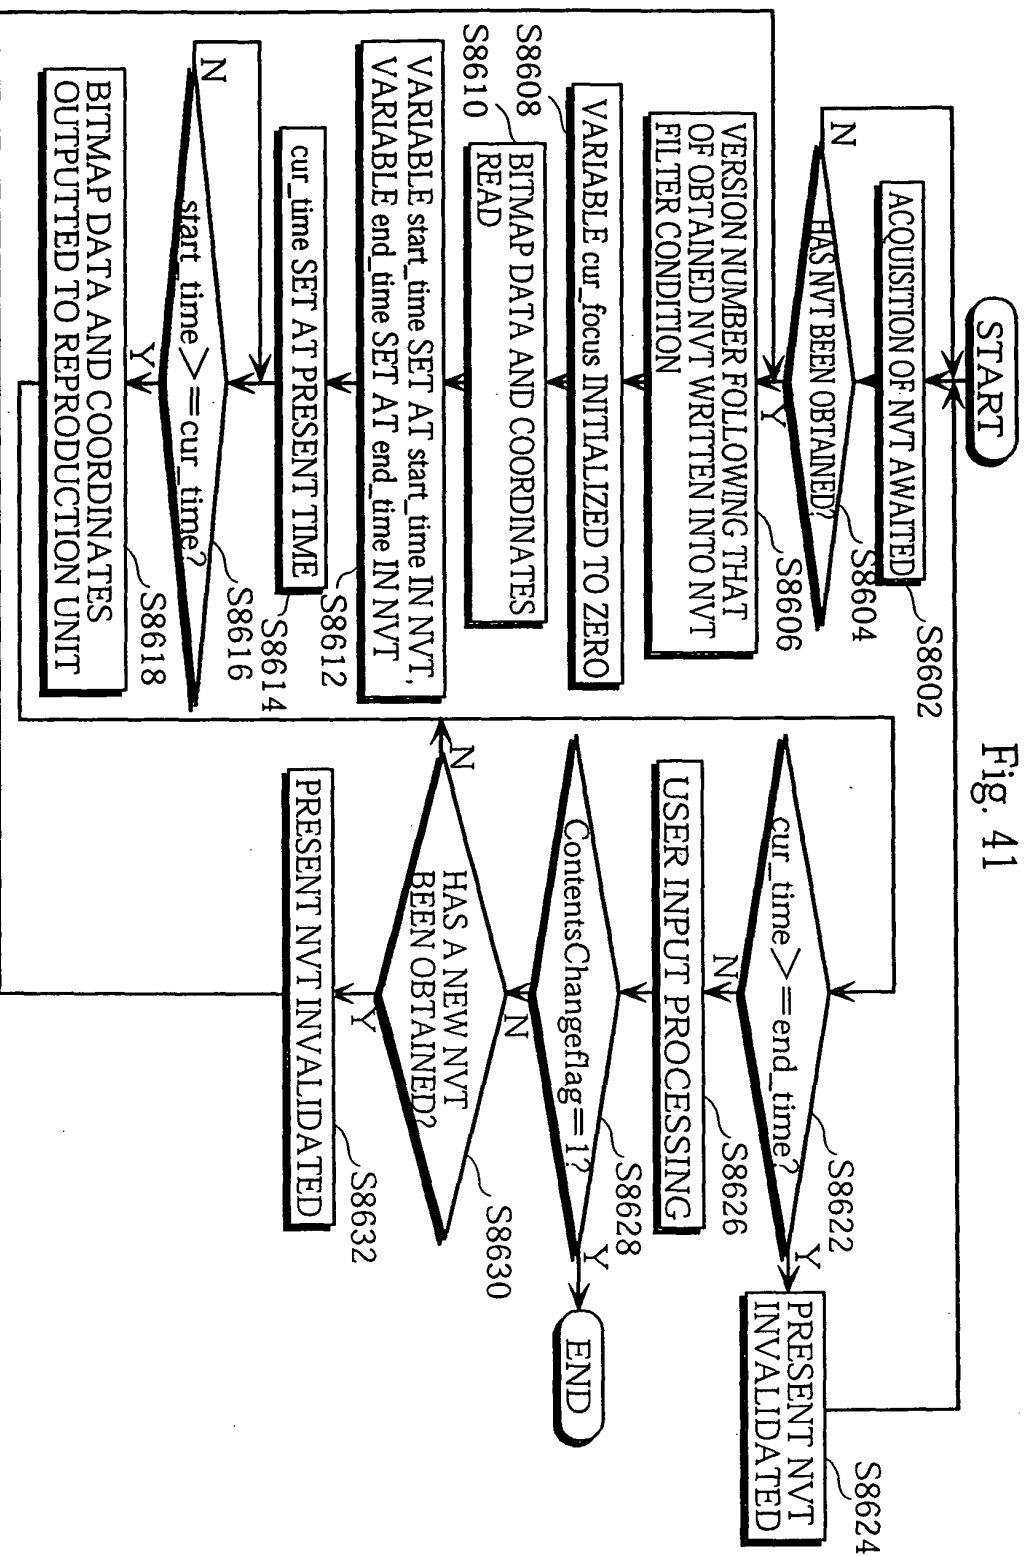 Fig. 41
START
ACQUISITION OF NVT AWAITED
S8602
HAS NVT BEEN OBTAINED?
S8604
N
Y
VERSION NUMBER FOLLOWING THAT
OF OBTAINED NVT WRITTEN INTO NVT
FILTER CONDITION
S8606
VARIABLE cur_focus INITIALIZED TO ZERO
S8608
BITMAP DATA AND COORDINATES
READ
S8610
VARIABLE start_time SET AT start_time IN NVT,
VARIABLE end_time SET AT end_time IN NVT
S8612
cur_time SET AT PRESENT TIME
S8614
start_time>=cur_time?
S8616
N
Y
BITMAP DATA AND COORDINATES
OUTPUTTED TO REPRODUCTION UNIT
S8618
cur_time>=end_time?
S8622
Y
N
PRESENT NVT
INVALIDATED
S8624
USER INPUT PROCESSING
S8626
ContentsChangeflag==1?
S8628
Y
N
END
HAS A NEW NVT
BEEN OBTAINED?
S8630
N
Y
PRESENT NVT INVALIDATED
S8632